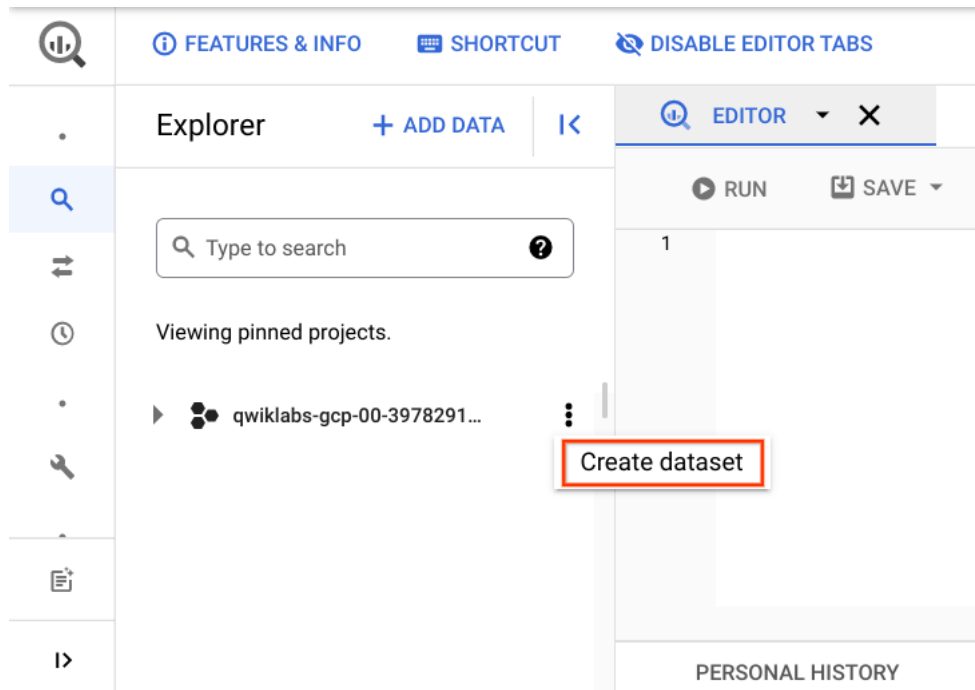 FEATURES & INFO
SHORTCUT
DISABLE EDITOR TABS
Explorer
+ ADD DATA
EDITOR
RUN
SAVE
Type to search
1
Viewing pinned projects.
qwiklabs-gcp-00-3978291...
Create dataset
PERSONAL HISTORY